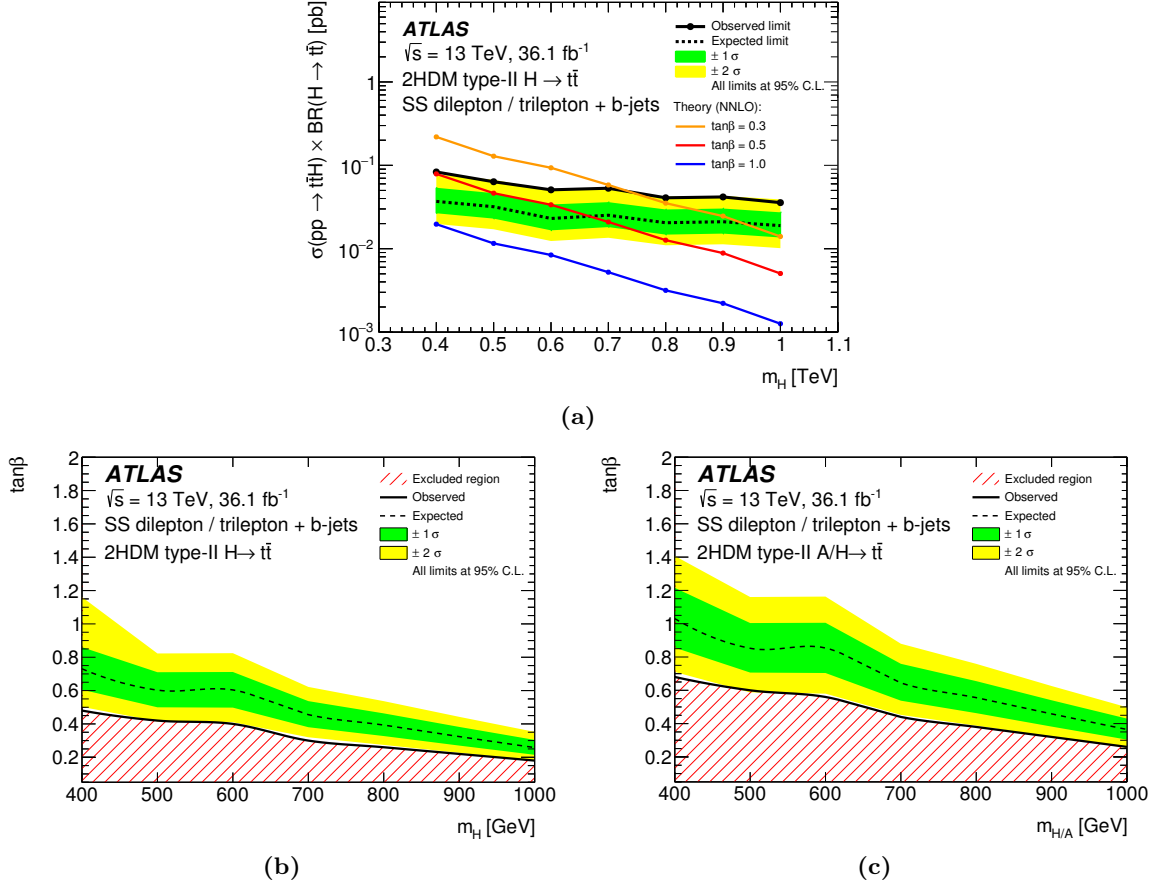 σ(pp → tt̄H) × BR(H → tt̄) [pb]
ATLAS
√s = 13 TeV, 36.1 fb⁻¹
2HDM type-II H → tt̄
SS dilepton / trilepton + b-jets
Observed limit
Expected limit
± 1 σ
± 2 σ
All limits at 95% C.L.
Theory (NNLO):
tanβ = 0.3
tanβ = 0.5
tanβ = 1.0
1
10⁻¹
10⁻²
10⁻³
0.3 0.4 0.5 0.6 0.7 0.8 0.9 1 1.1
m_H [TeV]
(a)
tanβ
2
1.8
1.6
1.4
1.2
1
0.8
0.6
0.4
0.2
ATLAS
√s = 13 TeV, 36.1 fb⁻¹
SS dilepton / trilepton + b-jets
2HDM type-II H→ tt̄
Excluded region
Observed
Expected
± 1 σ
± 2 σ
All limits at 95% C.L.
400 500 600 700 800 900 1000
m_H [GeV]
(b)
tanβ
2
1.8
1.6
1.4
1.2
1
0.8
0.6
0.4
0.2
ATLAS
√s = 13 TeV, 36.1 fb⁻¹
SS dilepton / trilepton + b-jets
2HDM type-II A/H→ tt̄
Excluded region
Observed
Expected
± 1 σ
± 2 σ
All limits at 95% C.L.
400 500 600 700 800 900 1000
m_H/A [GeV]
(c)